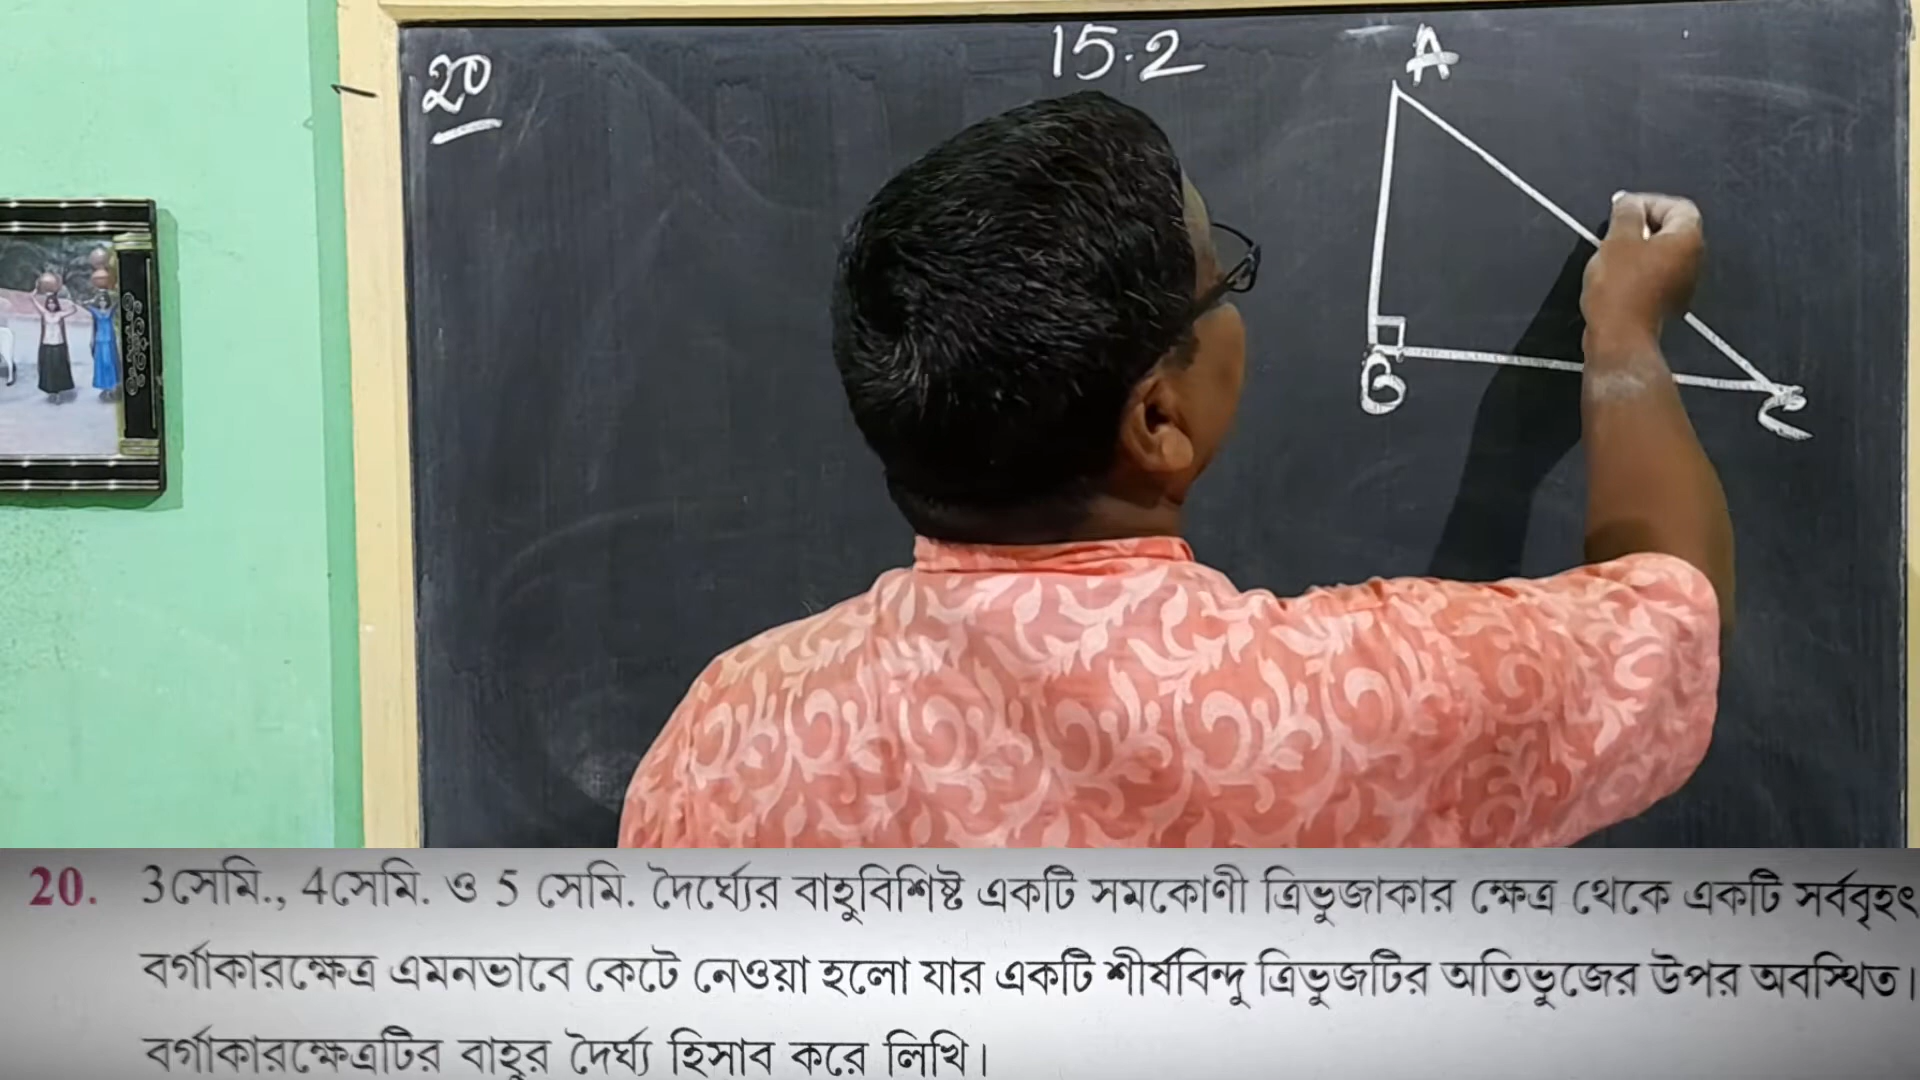 ২০
15.2
A
B
C
20. 3সেমি., 4সেমি. ও 5 সেমি. দৈর্ঘ্যের বাহুবিশিষ্ট একটি সমকোণী ত্রিভুজাকার ক্ষেত্র থেকে একটি সর্ববৃহৎ
বর্গাকারক্ষেত্র এমনভাবে কেটে নেওয়া হলো যার একটি শীর্ষবিন্দু ত্রিভুজটির অতিভুজের উপর অবস্থিত।
বর্গাকারক্ষেত্রটির বাহুর দৈর্ঘ্য হিসাব করে লিখি।